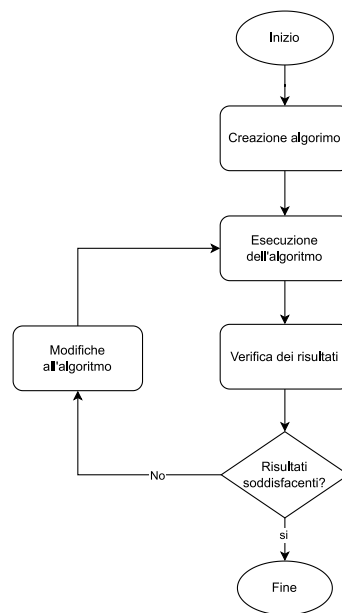 Inizio
Creazione algorimo
Esecuzione
dell'algoritmo
Modifiche
all'algoritmo
Verifica dei risultati
Risultati
soddisfacenti?
No
si
Fine